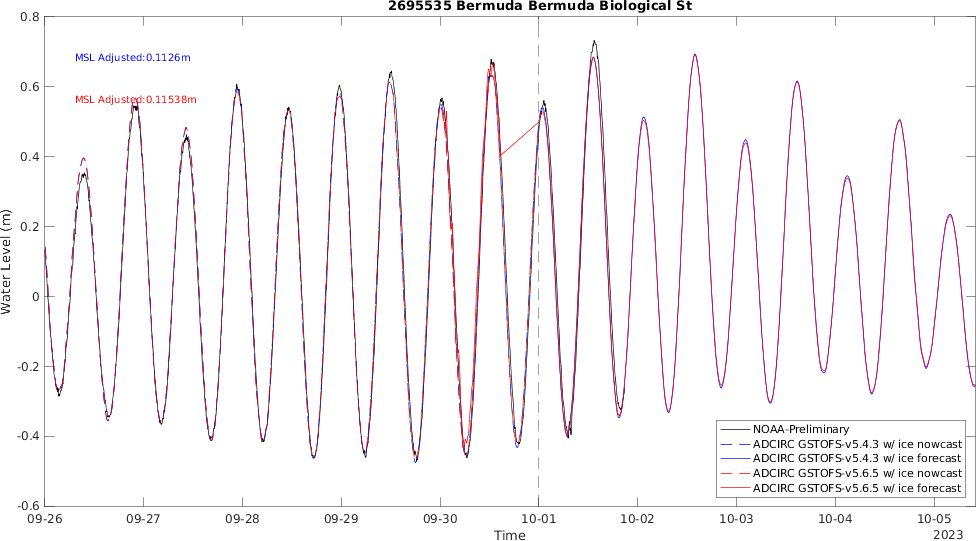 2695535 Bermuda Bermuda Biological St
0.8
MSL Adjusted:0.1126m
0.6
MSL Adjusted:0.11538m
0.4
0.2
Water Level (m)
0
-0.2
-0.4
NOAA-Preliminary
ADCIRC GSTOFS-v5.4.3 w/ ice nowcast
ADCIRC GSTOFS-v5.4.3 w/ ice forecast
ADCIRC GSTOFS-v5.6.5 w/ ice nowcast
ADCIRC GSTOFS-v5.6.5 w/ ice forecast
-0.6
09-26 09-27 09-28 09-29 09-30 10-01 10-02 10-03 10-04 10-05
Time
2023